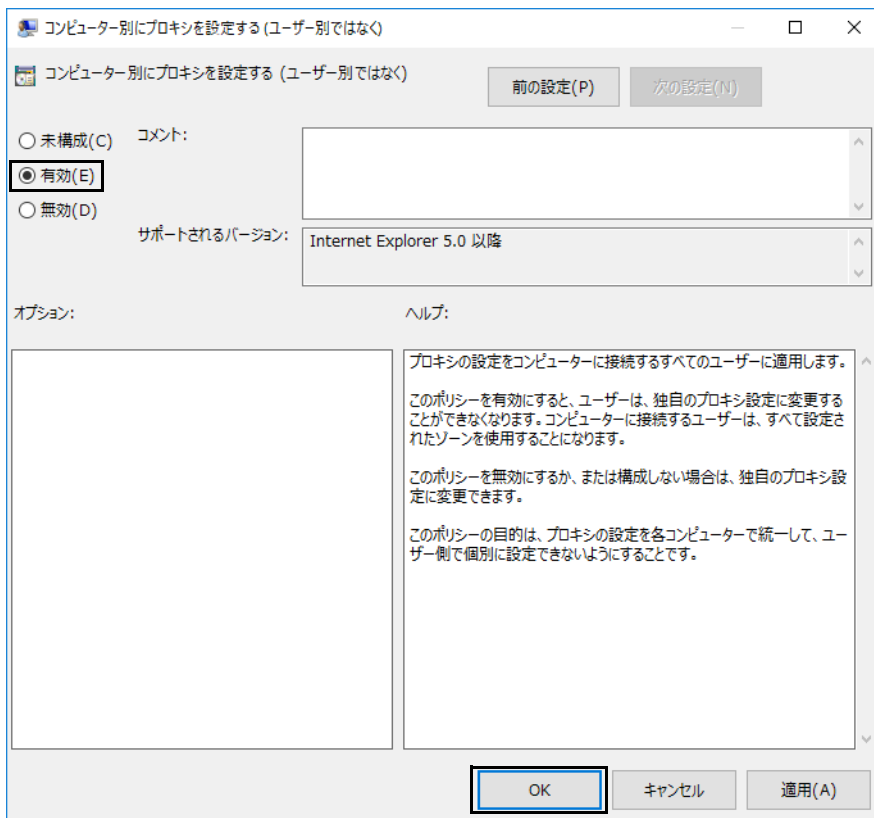 コンピューター別にプロキシを設定する (ユーザー別ではなく)
コンピューター別にプロキシを設定する (ユーザー別ではなく)
前の設定(P)
次の設定(N)
未構成(C)
コメント:
有効(E)
無効(D)
サポートされるバージョン:
Internet Explorer 5.0 以降
オプション:
ヘルプ:
プロキシの設定をコンピューターに接続するすべてのユーザーに適用します。
このポリシーを有効にすると、ユーザーは、独自のプロキシ設定に変更する
ことができなくなります。コンピューターに接続するユーザーは、すべて設定さ
れたゾーンを使用することになります。
このポリシーを無効にするか、または構成しない場合は、独自のプロキシ設
定に変更できます。
このポリシーの目的は、プロキシの設定を各コンピューターで統一して、ユー
ザー側で個別に設定できないようにすることです。
OK
キャンセル
適用(A)